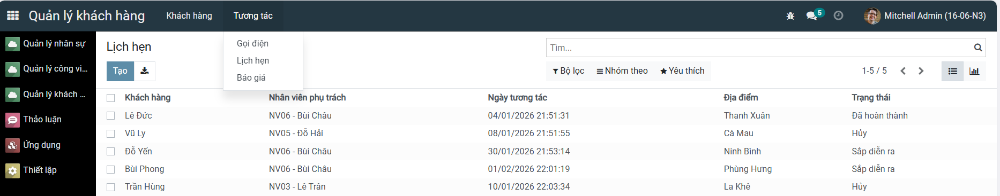 Quản lý khách hàng Khách hàng Tương tác 5 Mitchell Admin (16-06-N3)
Quản lý nhân sự
Quản lý công vi...
Quản lý khách ...
Thảo luận
Ứng dụng
Thiết lập
Gọi điện
Lịch hẹn
Báo giá
Lịch hẹn
Tìm...
Tạo
Bộ lọc Nhóm theo Yêu thích 1-5 / 5
Khách hàng Nhân viên phụ trách Ngày tương tác Địa điểm Trạng thái
Lê Đức NV06 - Bùi Châu 04/01/2026 21:51:31 Thanh Xuân Đã hoàn thành
Vũ Ly NV05 - Đỗ Hải 08/01/2026 21:51:55 Cà Mau Hủy
Đỗ Yến NV06 - Bùi Châu 30/01/2026 21:53:14 Ninh Bình Sắp diễn ra
Bùi Phong NV06 - Bùi Châu 01/02/2026 22:01:19 Phùng Hưng Sắp diễn ra
Trần Hùng NV03 - Lê Trân 10/01/2026 22:03:34 La Khê Hủy